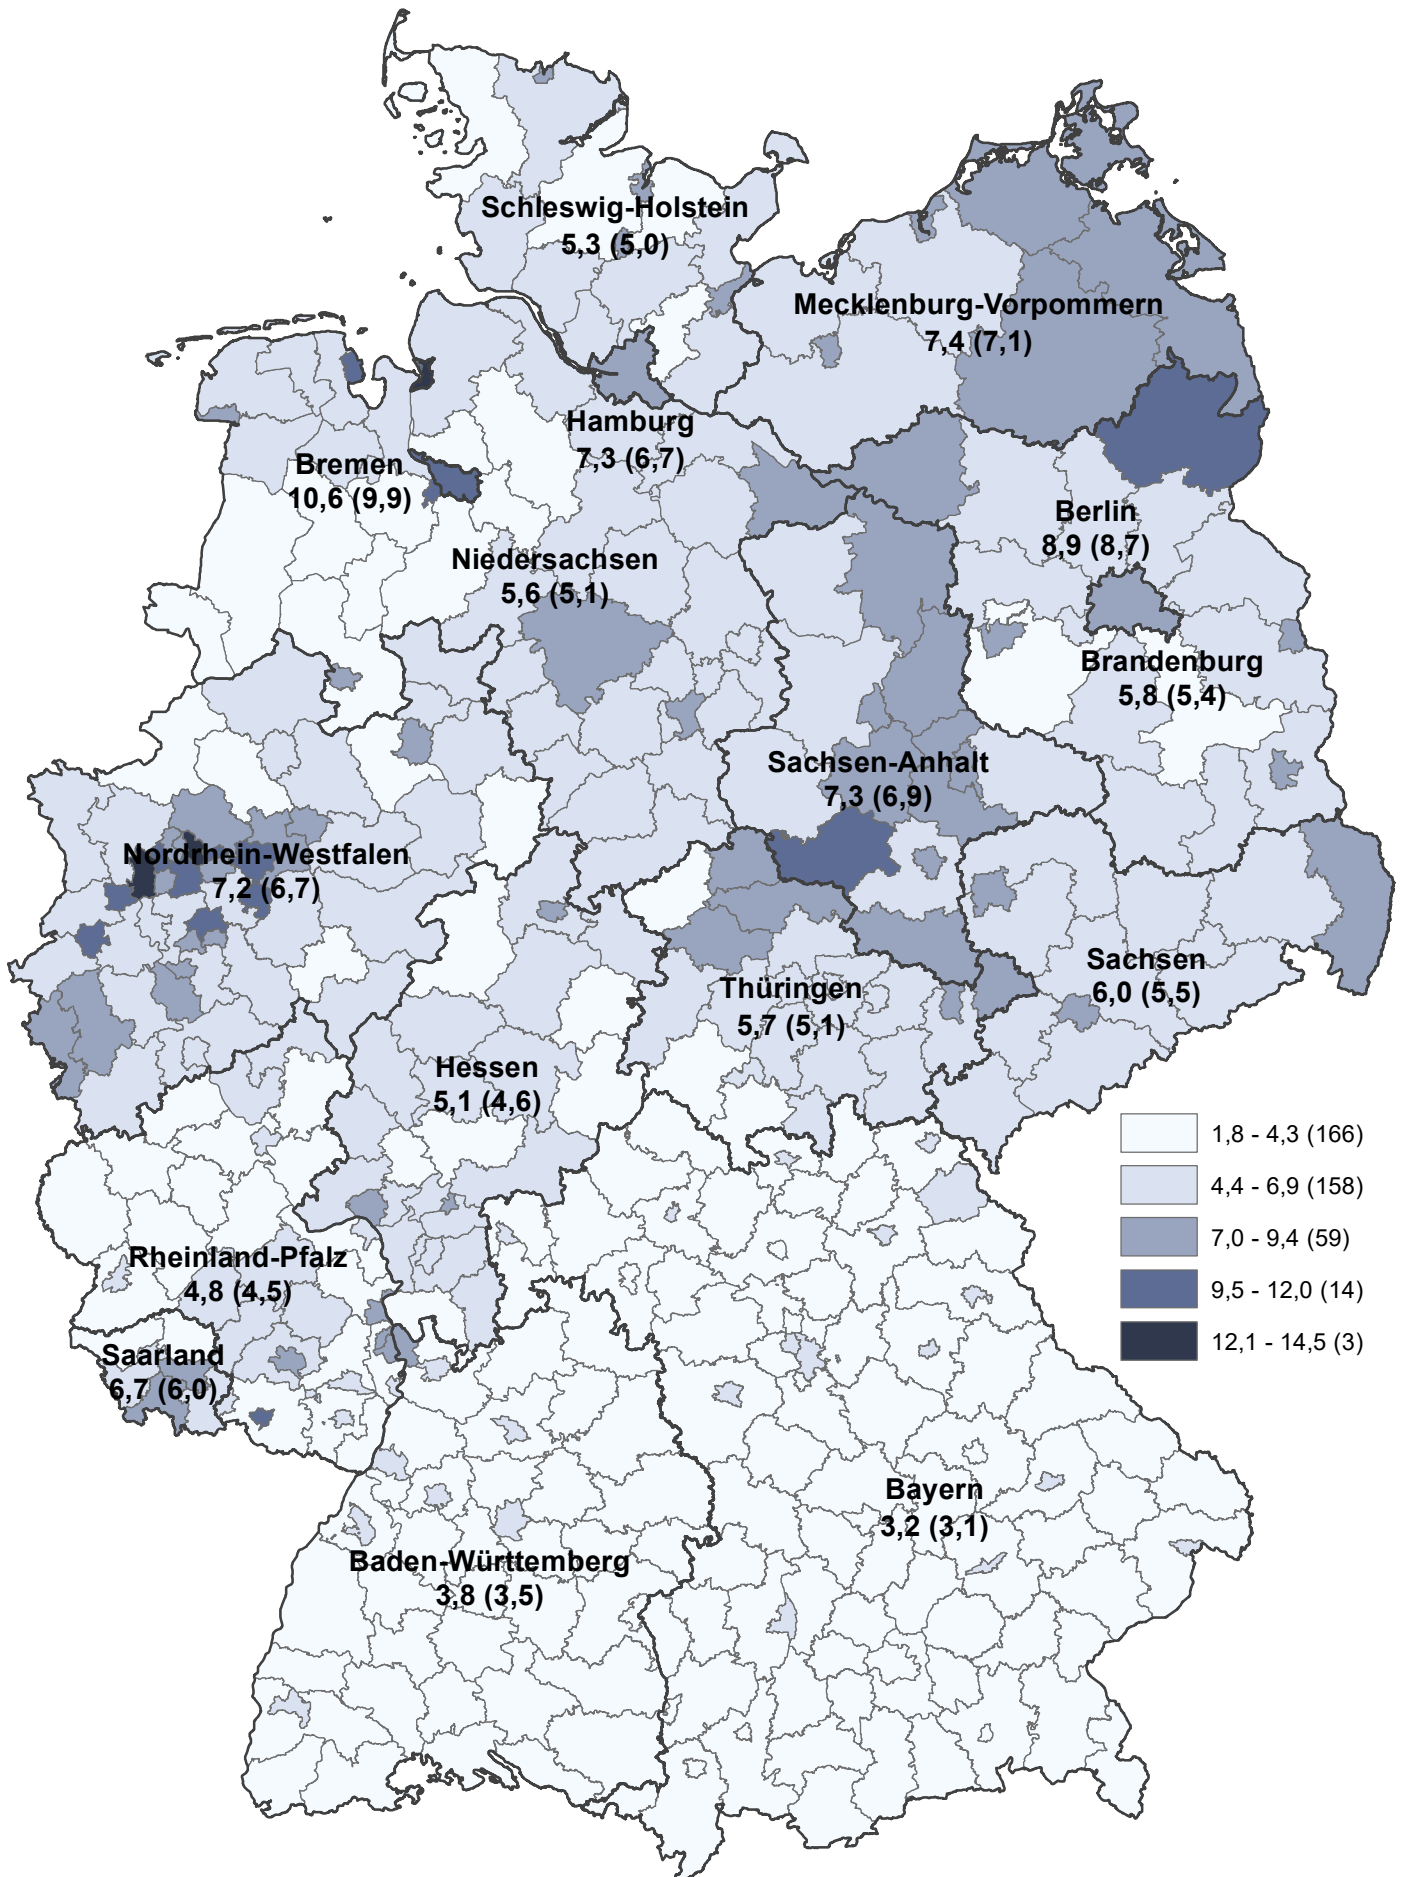 Schleswig-Holstein
5,3 (5,0)
Mecklenburg-Vorpommern
7,4 (7,1)
Hamburg
7,3 (6,7)
Bremen
10,6 (9,9)
Berlin
8,9 (8,7)
Niedersachsen
5,6 (5,1)
Brandenburg
5,8 (5,4)
Sachsen-Anhalt
7,3 (6,9)
Nordrhein-Westfalen
7,2 (6,7)
Sachsen
6,0 (5,5)
Thüringen
5,7 (5,1)
Hessen
5,1 (4,6)
1,8 - 4,3 (166)
4,4 - 6,9 (158)
7,0 - 9,4 (59)
9,5 - 12,0 (14)
12,1 - 14,5 (3)
Rheinland-Pfalz
4,8 (4,5)
Saarland
6,7 (6,0)
Bayern
3,2 (3,1)
Baden-Württemberg
3,8 (3,5)